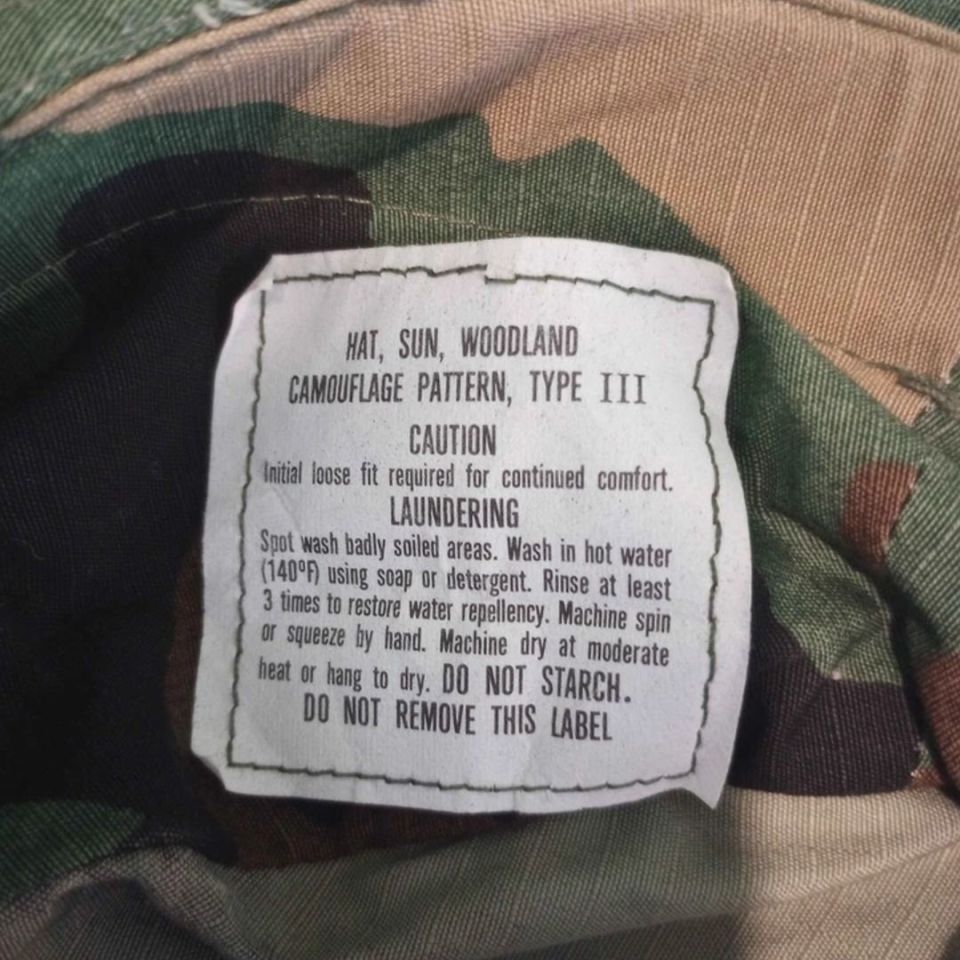 HAT, SUN, WOODLAND
CAMOUFLAGE PATTERN, TYPE III
CAUTION
Initial loose fit required for continued comfort.
LAUNDERING
Spot wash badly soiled areas. Wash in hot water
(140ºF) using soap or detergent. Rinse at least
3 times to restore water repellency. Machine spin
or squeeze by hand. Machine dry at moderate
heat or hang to dry. DO NOT STARCH.
DO NOT REMOVE THIS LABEL